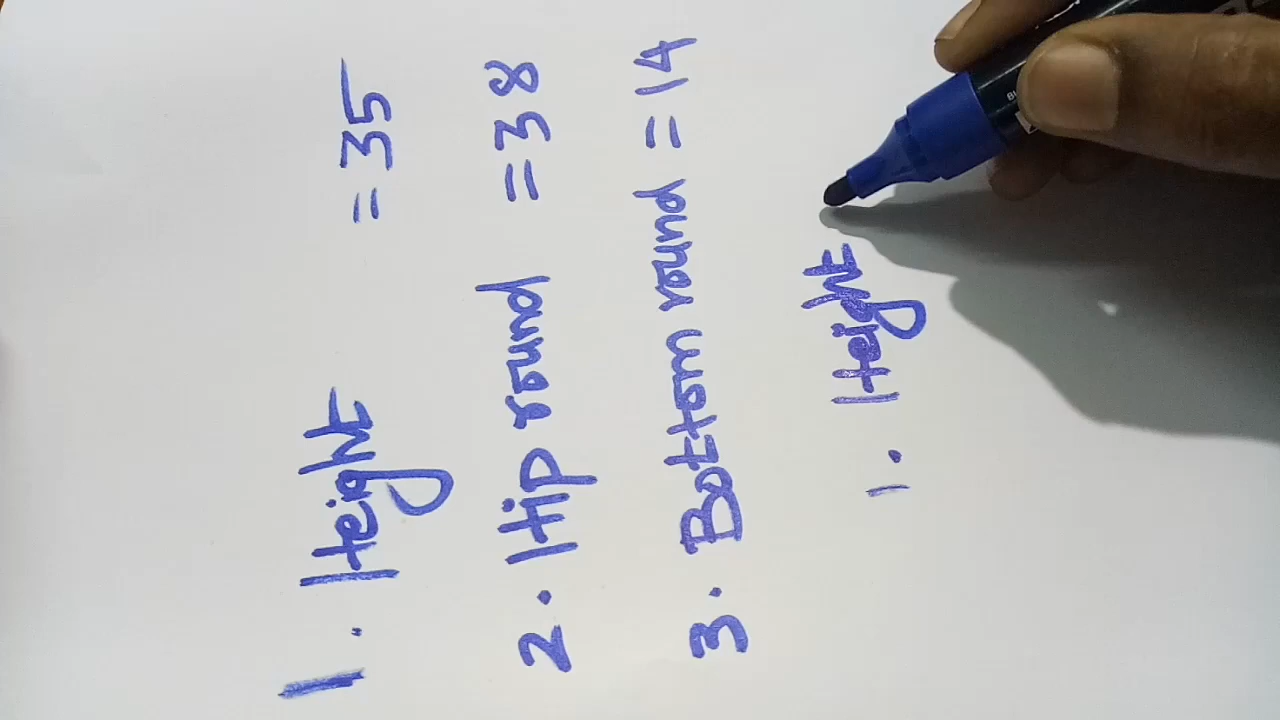 1. Height = 35
2. Hip round = 38
3. Bottom round = 14
1. Height